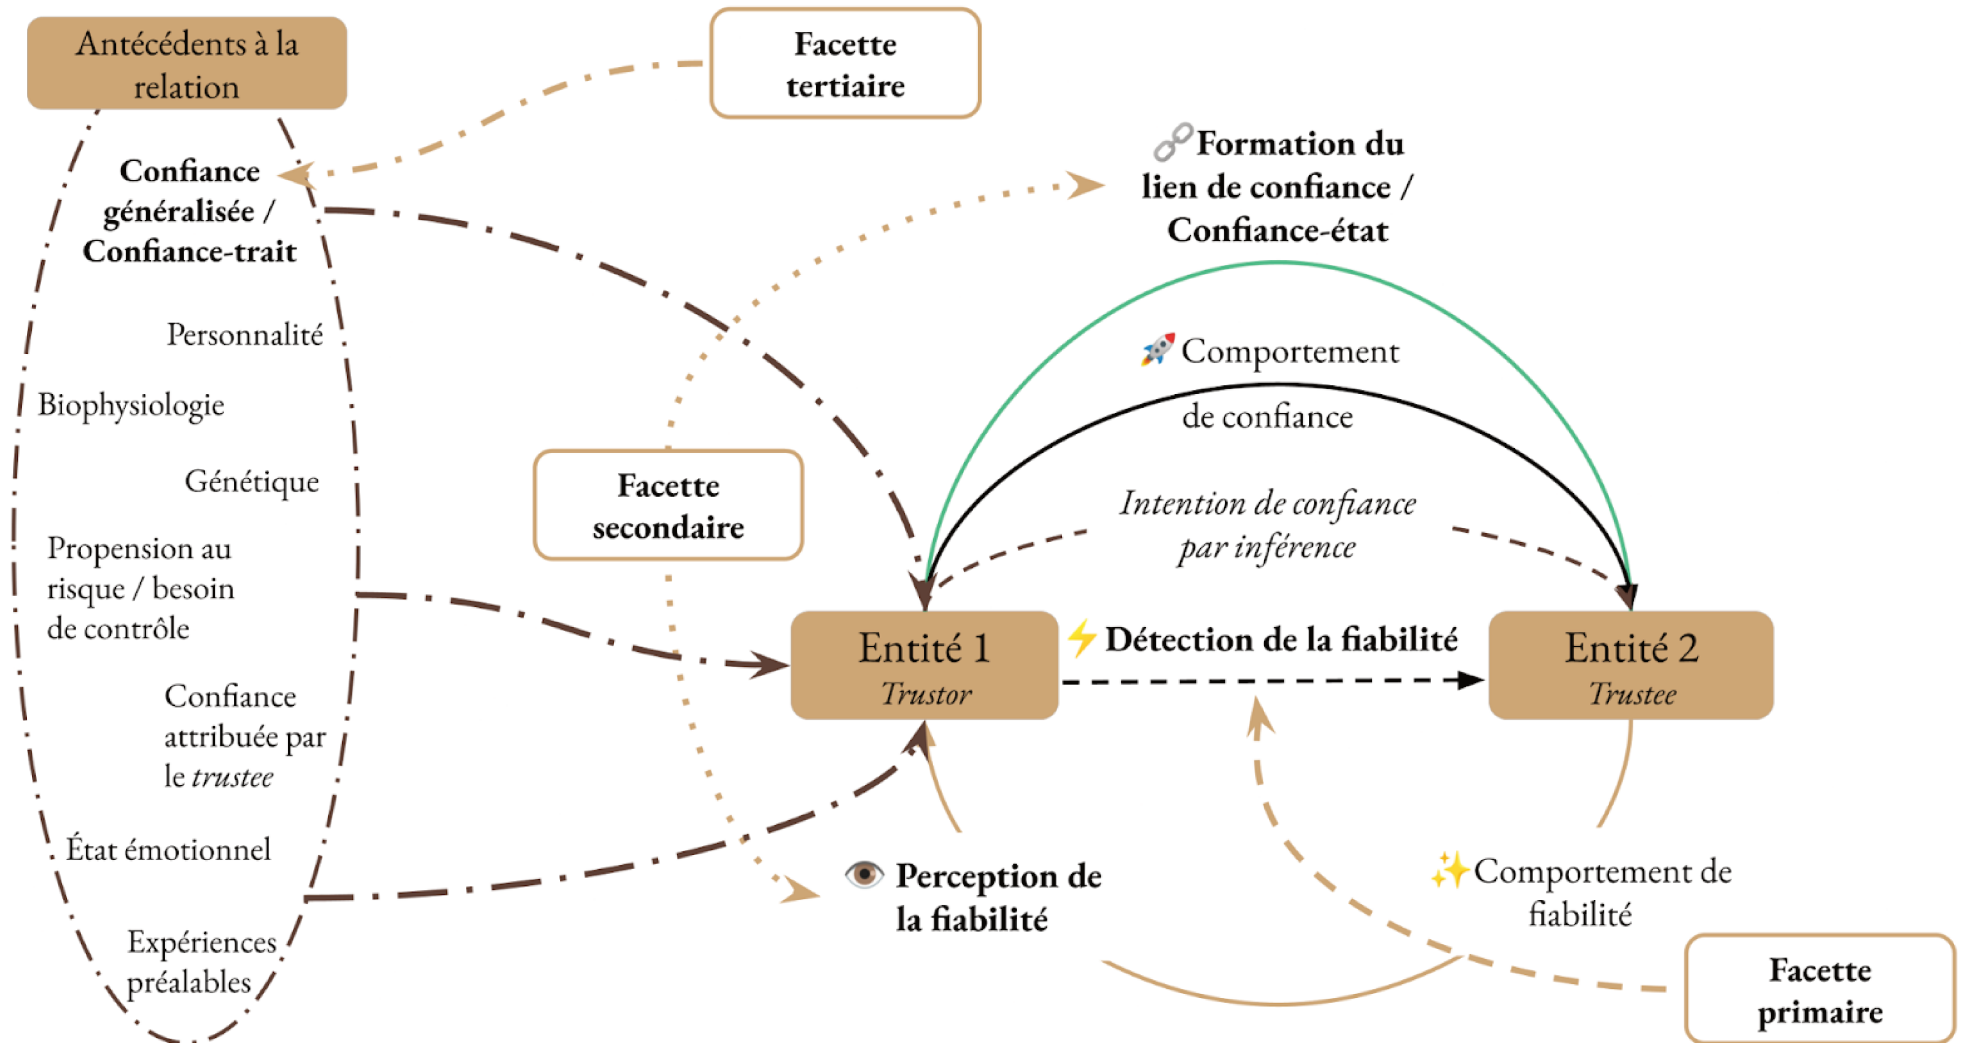 Antécédents à la
relation
Confiance
généralisée /
Confiance-trait
Personnalité
Biophysiologie
Génétique
Propension au
risque / besoin
de contrôle
Confiance
attribuée par
le trustee
État émotionnel
Expériences
préalables
Facette
tertiaire
Facette
secondaire
Formation du
lien de confiance /
Confiance-état
Comportement
de confiance
Intention de confiance
par inférence
Entité 1
Trustor
Détection de la fiabilité
Entité 2
Trustee
Perception de
la fiabilité
Comportement de
fiabilité
Facette
primaire